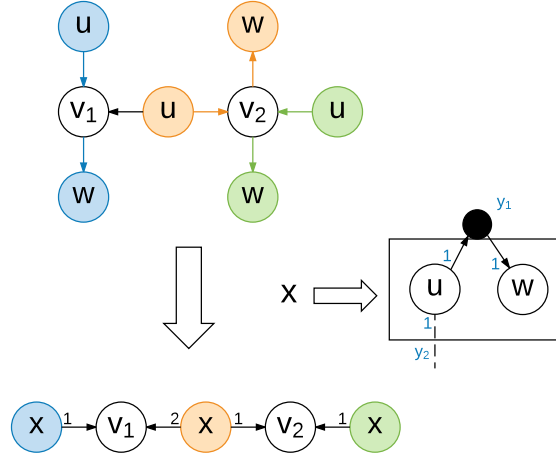 u w
v₁ u v₂ u
w w
y₁
x 1 1
u w
1
y₂
x 1 v₁ 2 x 1 v₂ 1 x